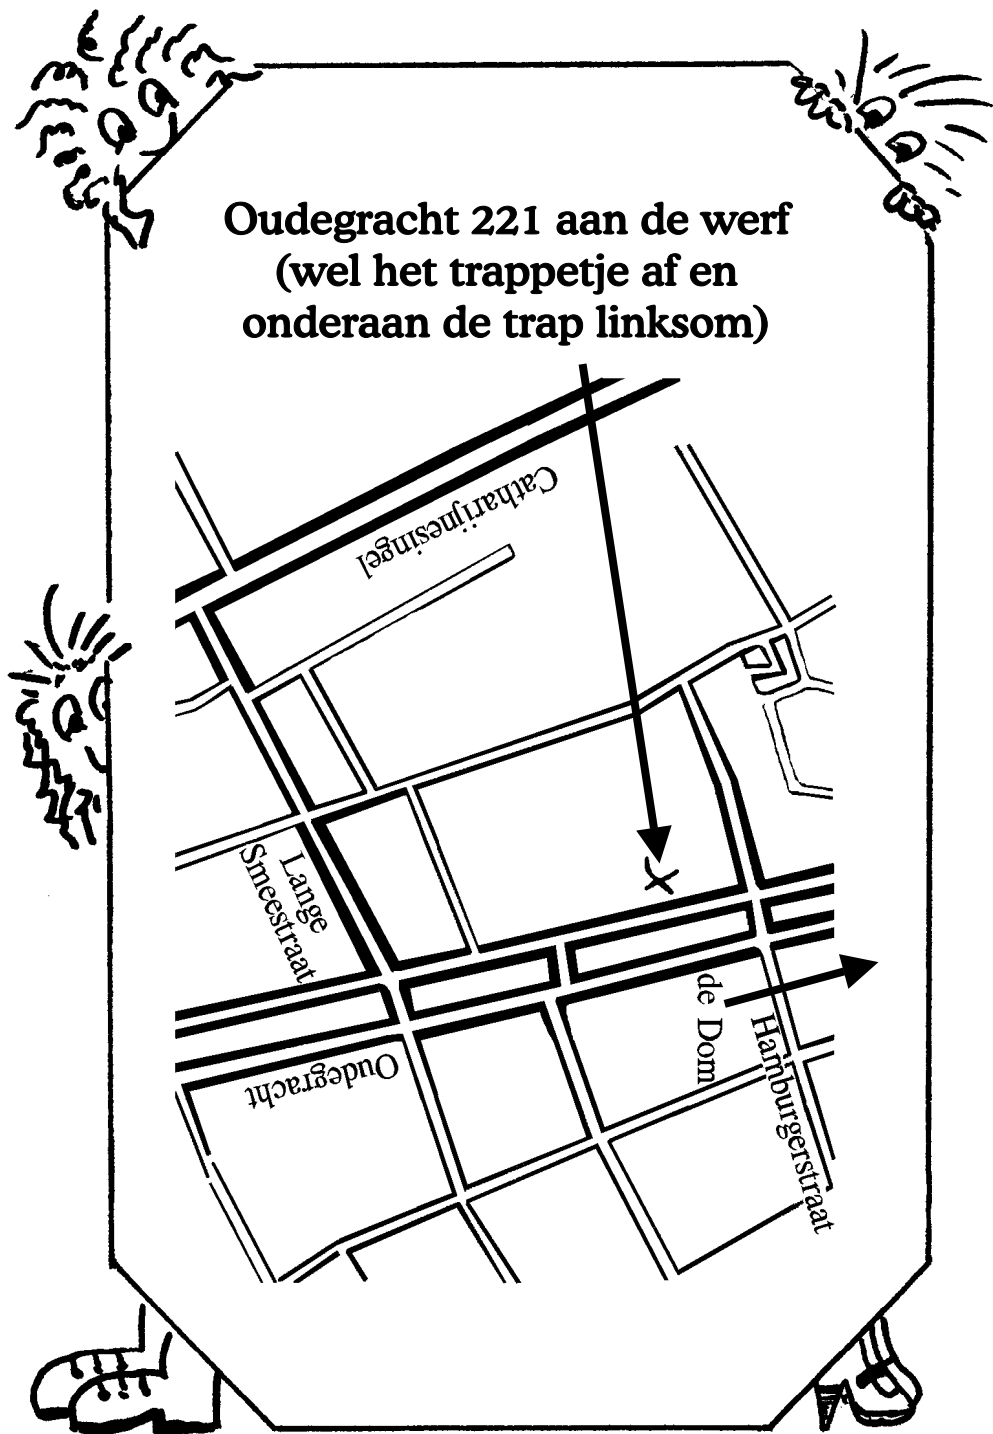 Oudegracht 221 aan de werf
(wel het trappetje af en
onderaan de trap linksom)
Catharijnesingel
Lange
Smeestraat
de Dom
Hamburgerstraat
Oudegracht